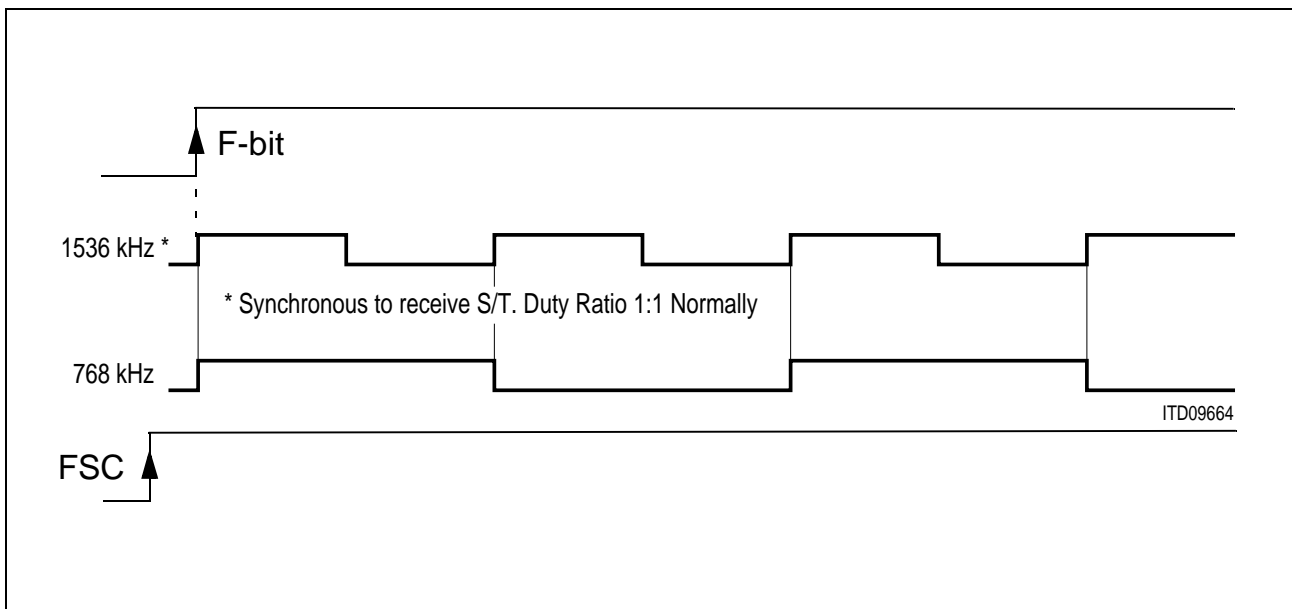 F-bit
1536 kHz *
* Synchronous to receive S/T. Duty Ratio 1:1 Normally
768 kHz
ITD09664
FSC